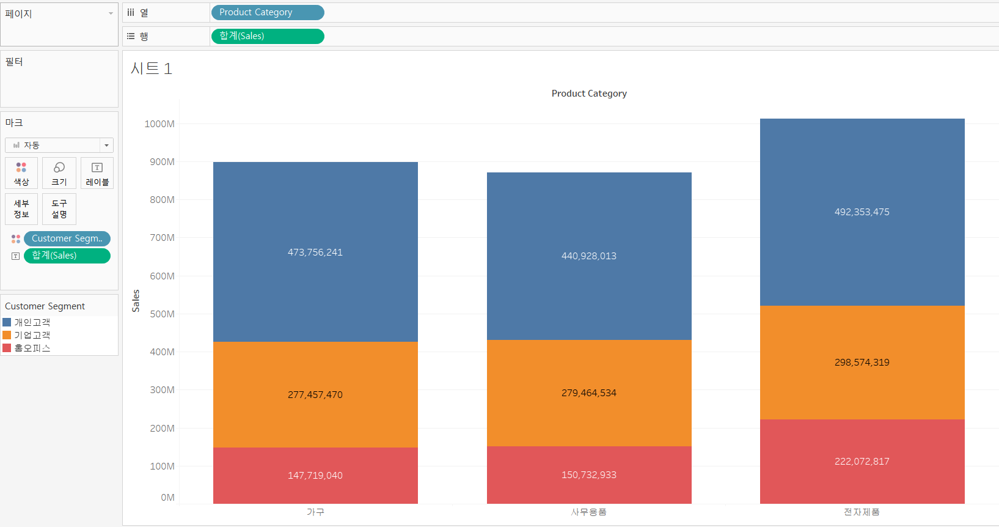 페이지
열
Product Category
행
합계(Sales)
필터
마크
자동
색상
크기
레이블
세부
정보
도구
설명
Customer Segm..
합계(Sales)
Customer Segment
개인고객
기업고객
홈오피스
시트 1
Product Category
Sales
1000M
900M
800M
700M
600M
500M
400M
300M
200M
100M
0M
473,756,241
277,457,470
147,719,040
440,928,013
279,464,534
150,732,933
492,353,475
298,574,319
222,072,817
가구
사무용품
전자제품